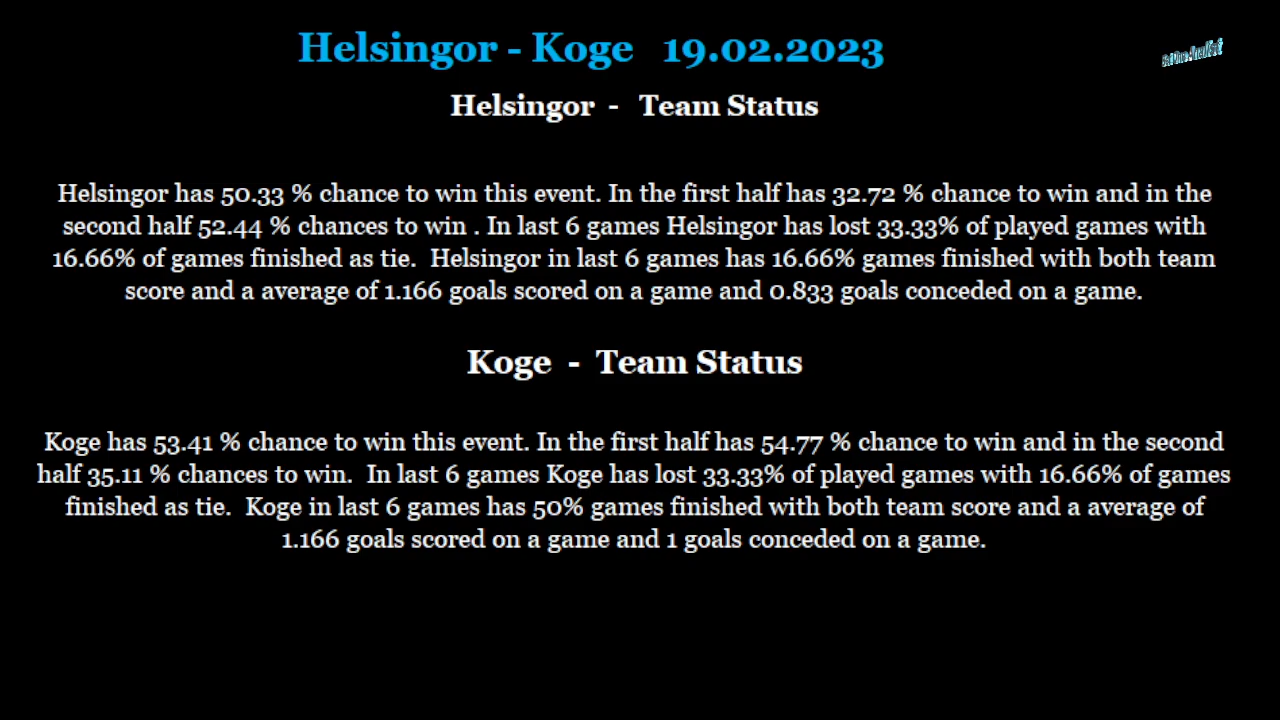 Helsingor - Koge 19.02.2023
Bet One Analist
Helsingor - Team Status
Helsingor has 50.33 % chance to win this event. In the first half has 32.72 % chance to win and in the
second half 52.44 % chances to win . In last 6 games Helsingor has lost 33.33% of played games with
16.66% of games finished as tie. Helsingor in last 6 games has 16.66% games finished with both team
score and a average of 1.166 goals scored on a game and 0.833 goals conceded on a game.
Koge - Team Status
Koge has 53.41 % chance to win this event. In the first half has 54.77 % chance to win and in the second
half 35.11 % chances to win. In last 6 games Koge has lost 33.33% of played games with 16.66% of games
finished as tie. Koge in last 6 games has 50% games finished with both team score and a average of
1.166 goals scored on a game and 1 goals conceded on a game.